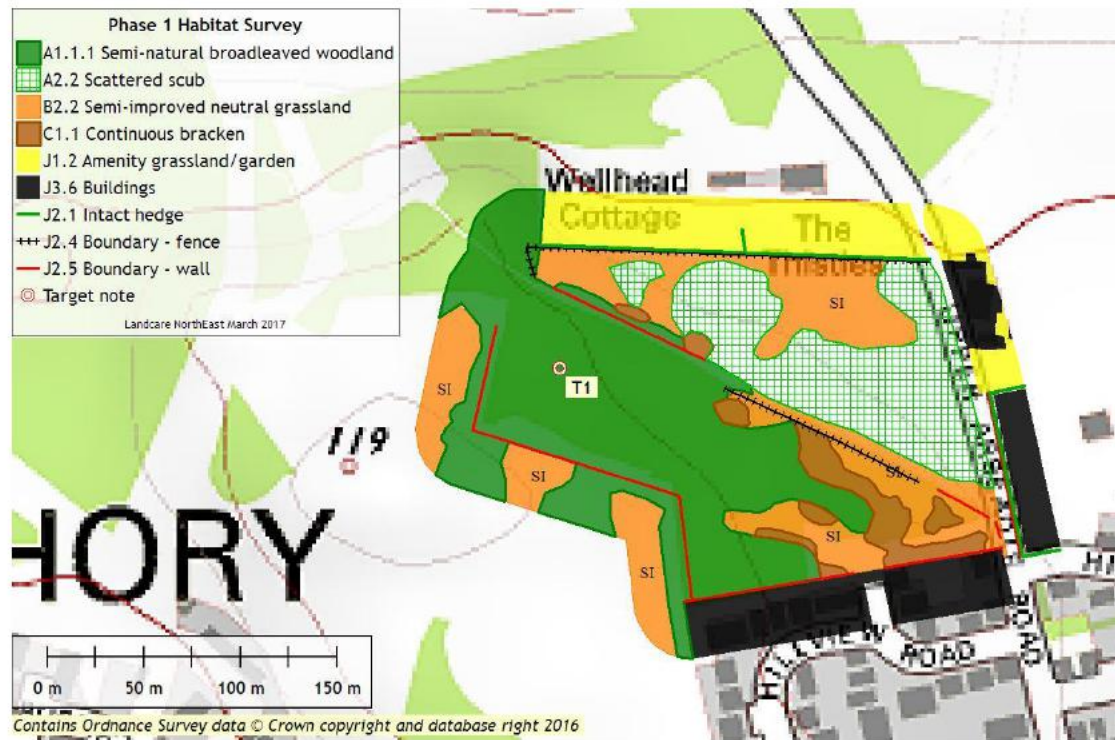 Phase 1 Habitat Survey
A1.1.1 Semi-natural broadleaved woodland
A2.2 Scattered scub
B2.2 Semi-improved neutral grassland
C1.1 Continuous bracken
J1.2 Amenity grassland/garden
J3.6 Buildings
J2.1 Intact hedge
J2.4 Boundary - fence
J2.5 Boundary - wall
Target note
Landcare NorthEast March 2017
Wellhead
Cottage
The
Thistles
SI
SI
T1
119
SI
SI
SI
SI
HORY
HILLVIEW
ROAD
ROAD
0 m
50 m
100 m
150 m
Contains Ordnance Survey data © Crown copyright and database right 2016